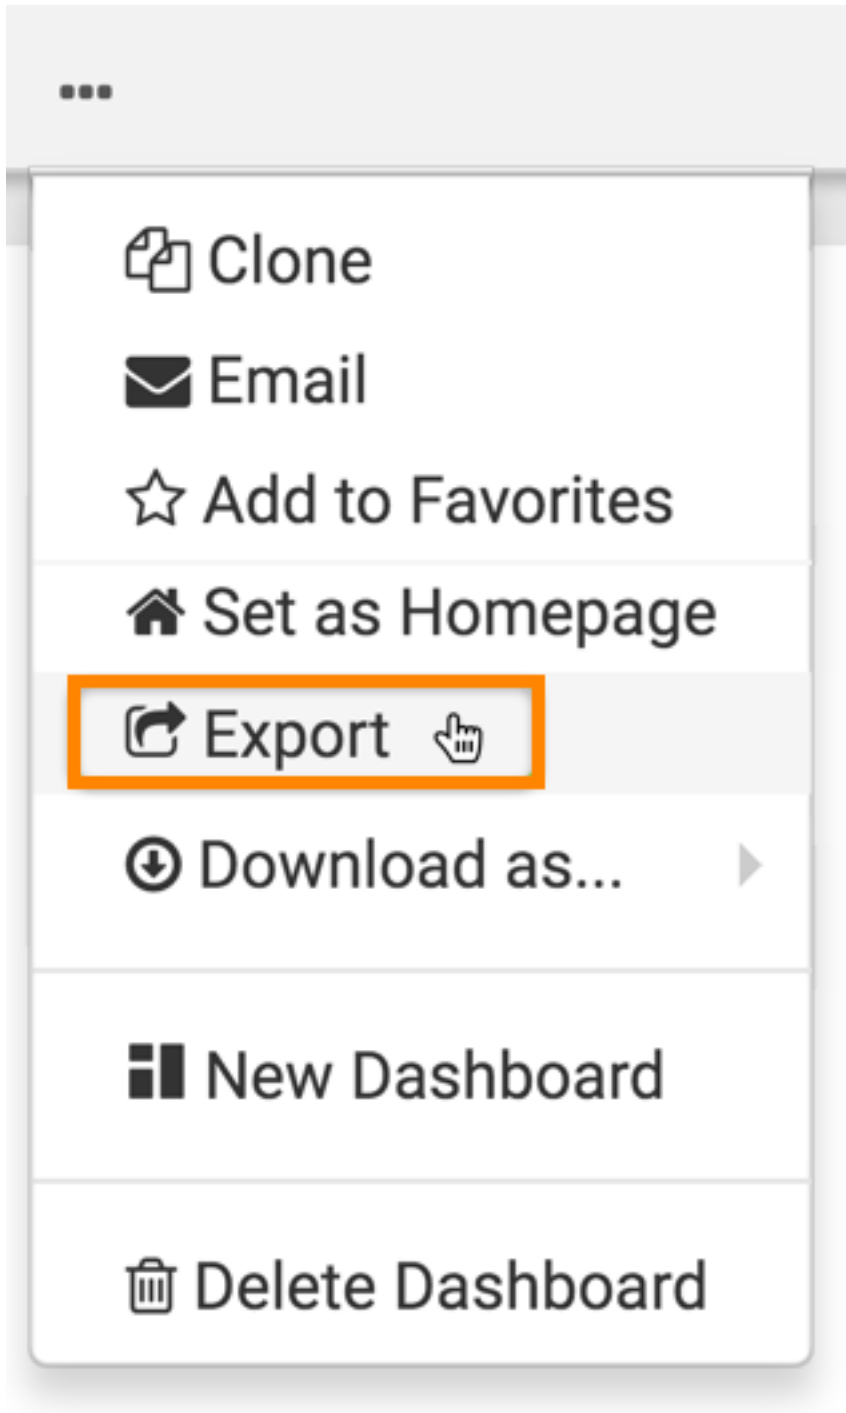 Clone
Email
Add to Favorites
Set as Homepage
Export
Download as...
New Dashboard
Delete Dashboard